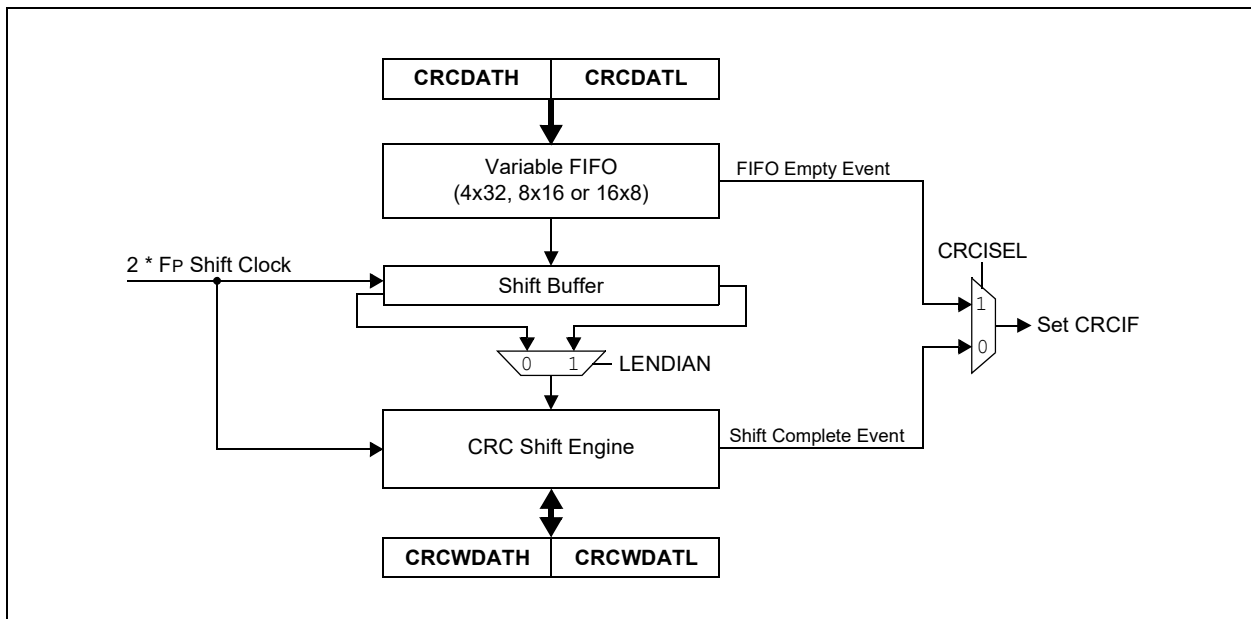 CRCDATH CRCDATL
Variable FIFO
(4x32, 8x16 or 16x8)
FIFO Empty Event
CRCISEL
2 * FP Shift Clock
Shift Buffer
1
Set CRCIF
0
0 1
LENDIAN
CRC Shift Engine
Shift Complete Event
CRCWDATH CRCWDATL